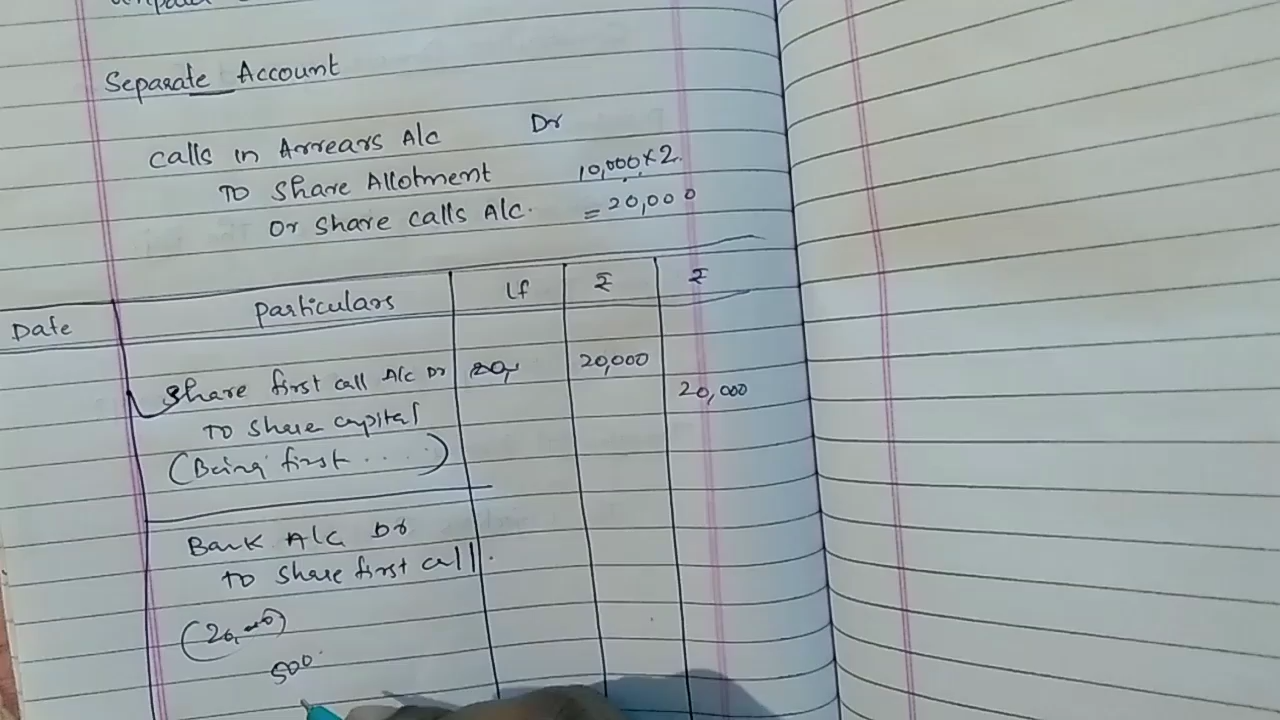 Separate Account
Calls in Arrears A/c Dr
To Share Allotment 10,000×2
Or Share calls A/c. = 20,000
Date Particulars Lf ₹ ₹
Share first call A/c Dr 20,000
To Share capital 20,000
(Being first ....)
Bank A/c Dr
To Share first call.
(20,000)
500